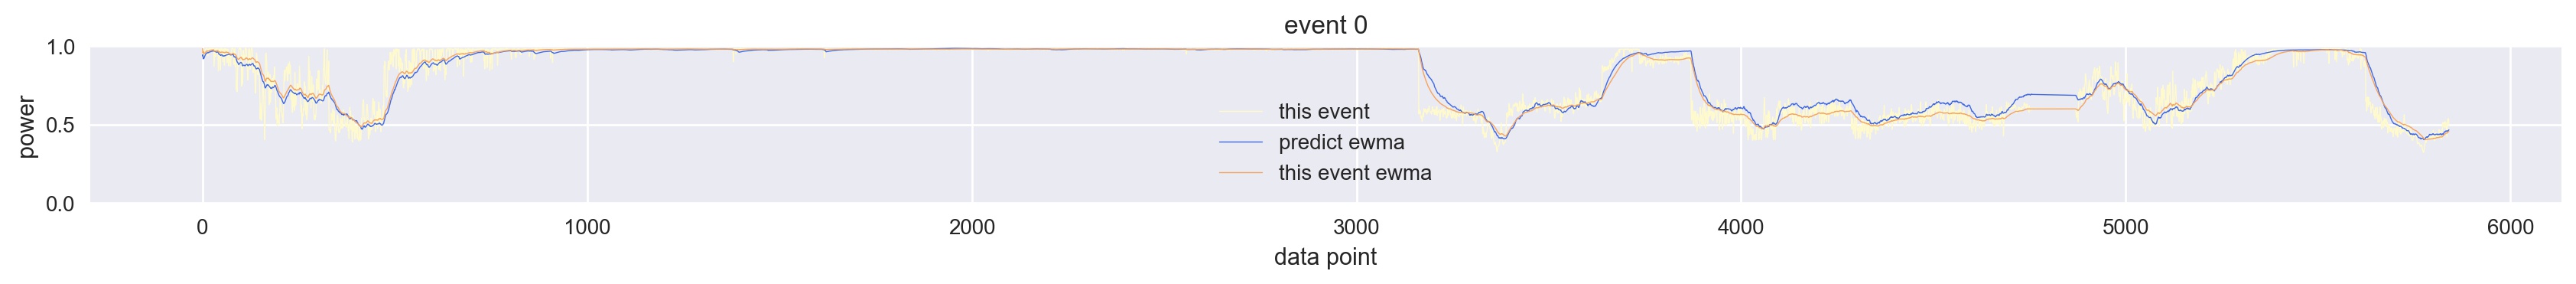 event 0
1.0
0.5
0.0
power
this event
predict ewma
this event ewma
0 1000 2000 3000 4000 5000 6000
data point